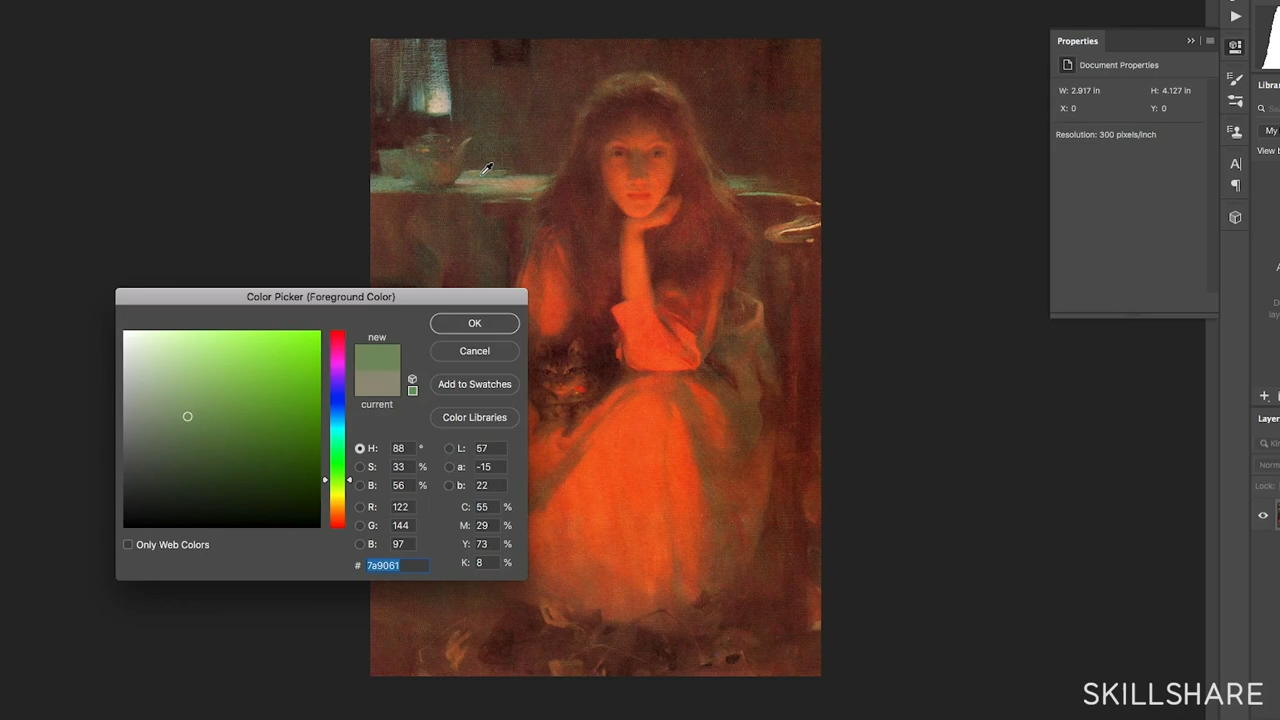 Properties
Document Properties
W: 2.917 in H: 4.127 in
X: 0 Y: 0
Resolution: 300 pixels/inch
My
Color Picker (Foreground Color)
new
current
OK
Cancel
Add to Swatches
Color Libraries
H: 88 ° L: 57
S: 33 % a: -15
B: 56 % b: 22
R: 122 C: 55 %
G: 144 M: 29 %
B: 97 Y: 73 %
# 7a9061 K: 8 %
Only Web Colors
Lock:
SKILLSHARE